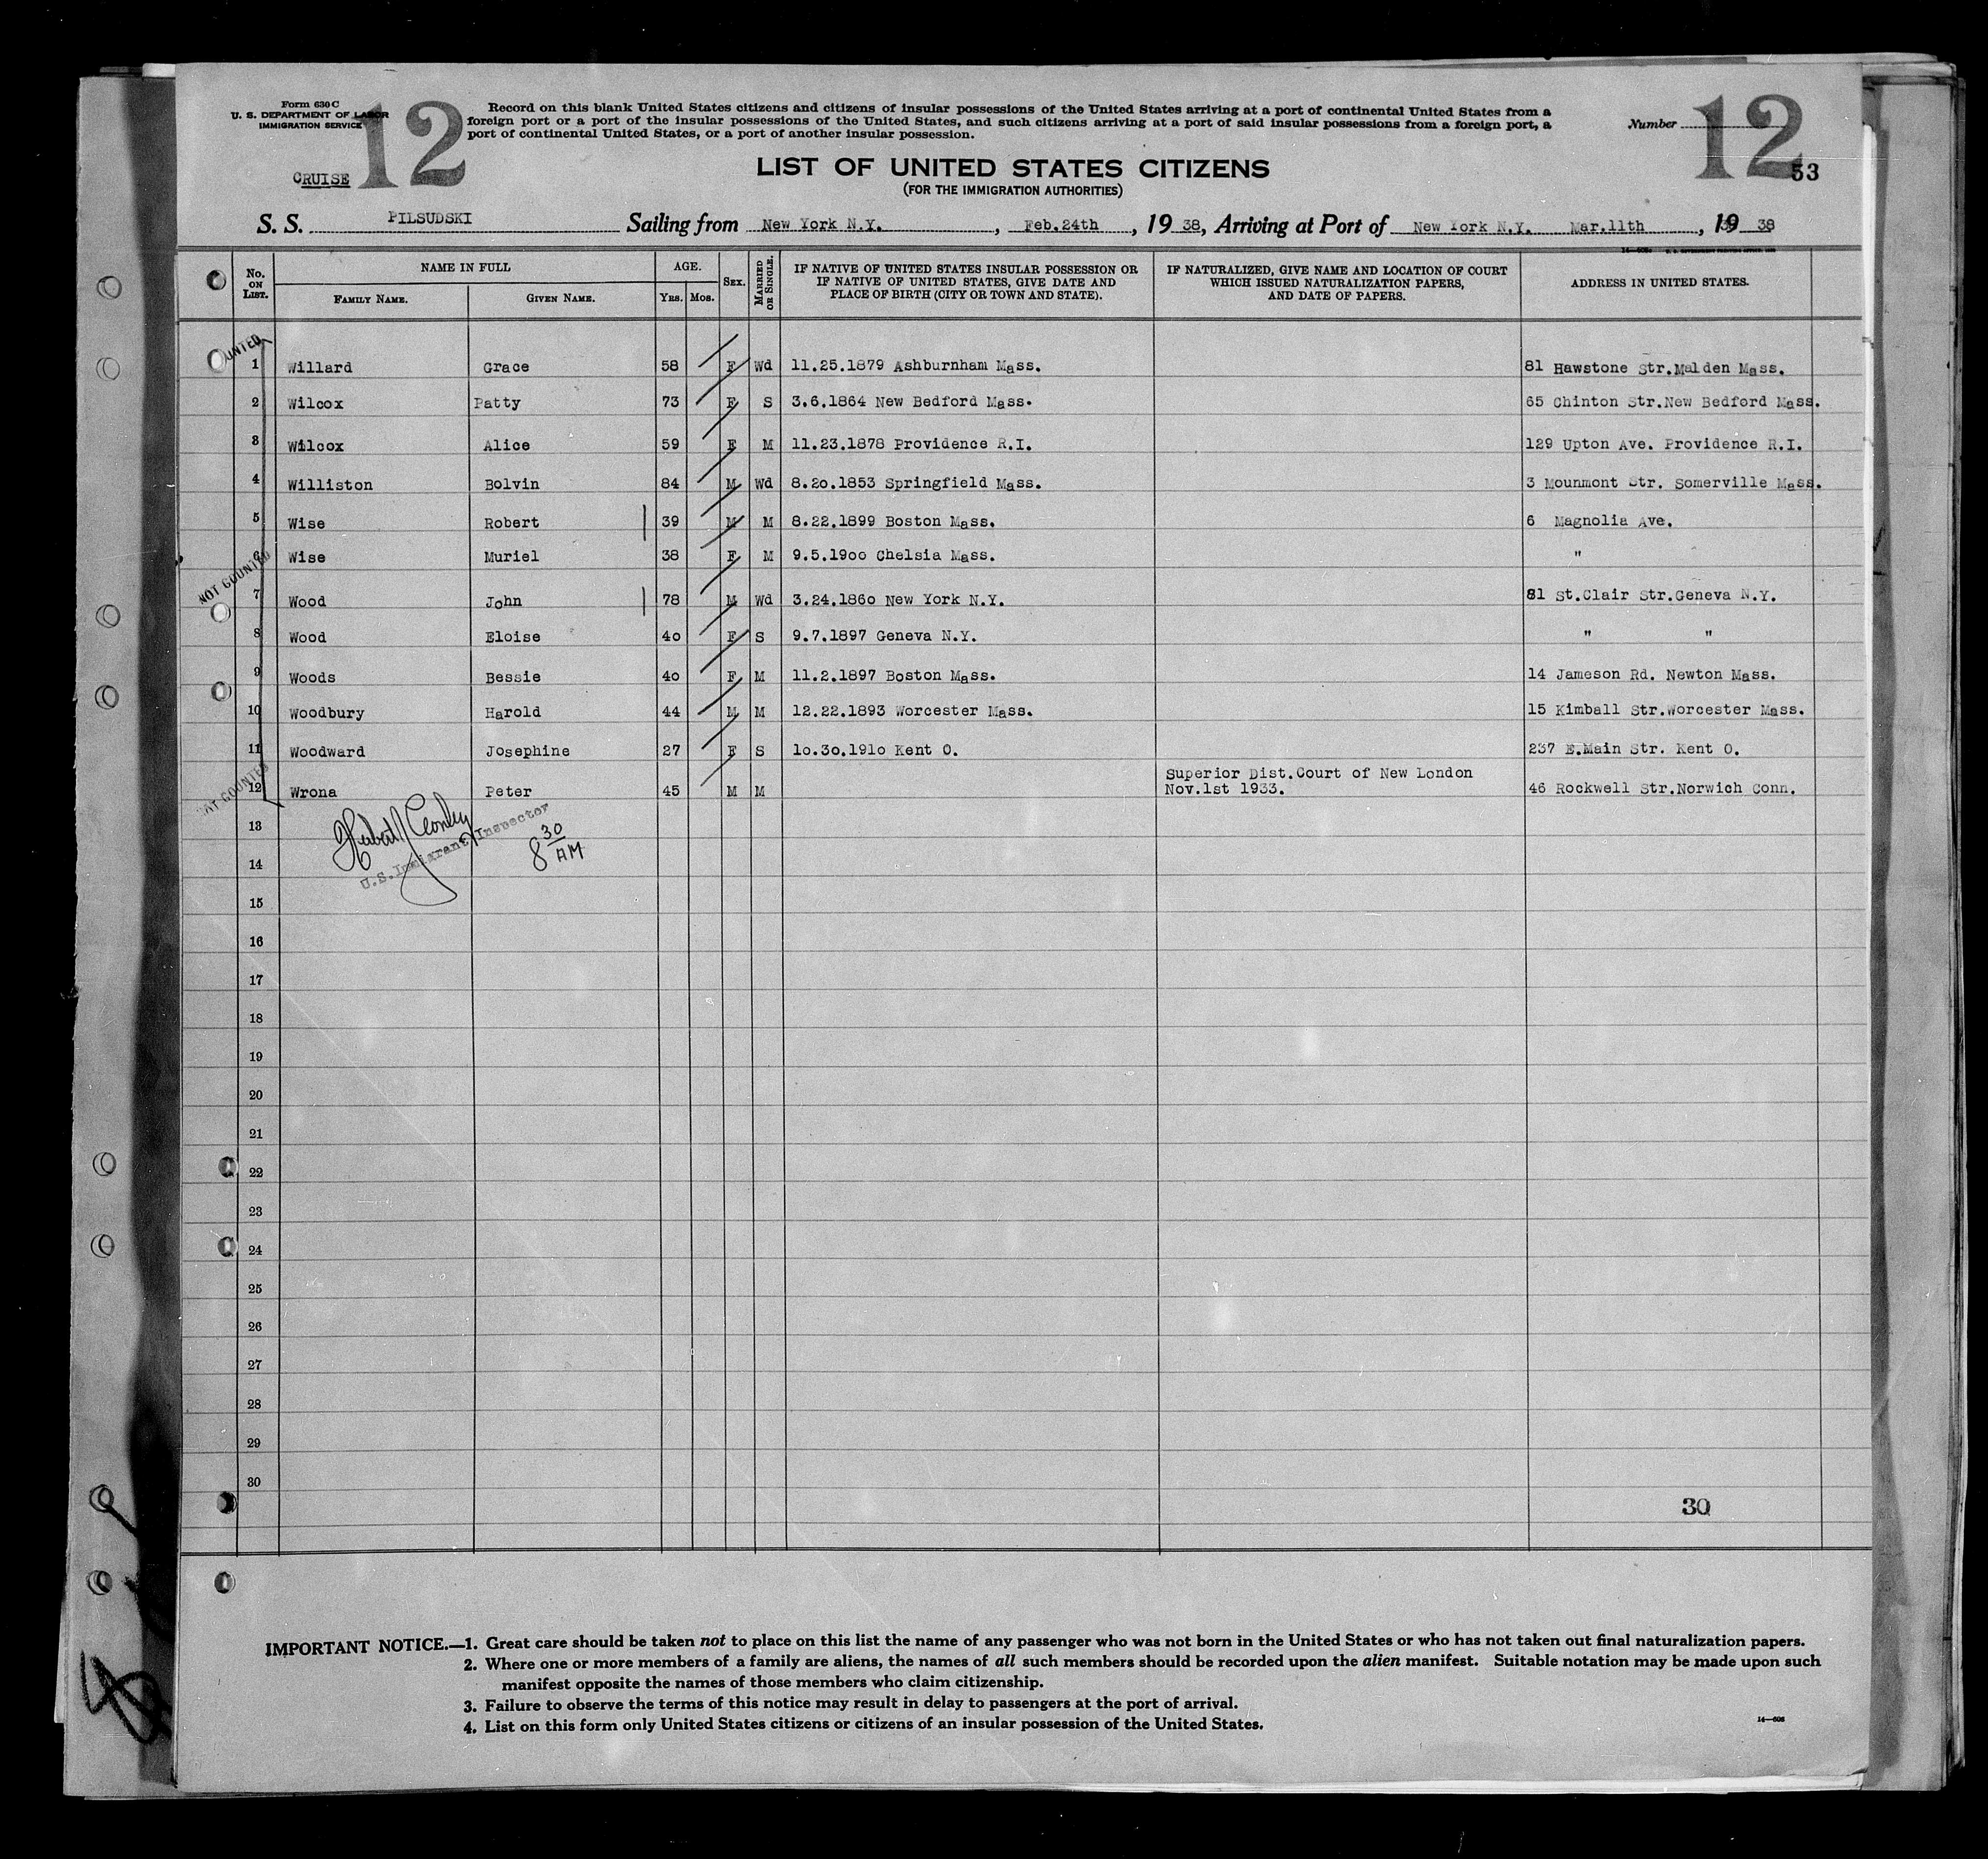 Form 630 C
U. S. DEPARTMENT OF LABOR
IMMIGRATION SERVICE
12
Record on this blank United States citizens and citizens of insular possessions of the United States arriving at a port of continental United States from a
foreign port or a port of the insular possessions of the United States, and such citizens arriving at a port of said insular possessions from a foreign port, a
port of continental United States, or a port of another insular possession.
Number
12
53
CRUISE
LIST OF UNITED STATES CITIZENS
(FOR THE IMMIGRATION AUTHORITIES)
S. S. PILSUDSKI Sailing from New York N.Y. , Feb.24th , 19 38, Arriving at Port of New York N.Y. Mar.11th , 19 38
No. ON LIST. NAME IN FULL AGE. SEX. MARRIED OR SINGLE. IF NATIVE OF UNITED STATES INSULAR POSSESSION OR IF NATIVE OF UNITED STATES, GIVE DATE AND PLACE OF BIRTH (CITY OR TOWN AND STATE). IF NATURALIZED, GIVE NAME AND LOCATION OF COURT WHICH ISSUED NATURALIZATION PAPERS, AND DATE OF PAPERS. ADDRESS IN UNITED STATES.
FAMILY NAME. GIVEN NAME. YRS. MOS.
1 Willard Grace 58 F Wd 11.25.1879 Ashburnham Mass. 81 Hawstone Str.Malden Mass.
2 Wilcox Patty 73 F S 3.6.1864 New Bedford Mass. 65 Chinton Str.New Bedford Mass.
3 Wilcox Alice 59 F M 11.23.1878 Providence R.I. 129 Upton Ave. Providence R.I.
4 Williston Bolvin 84 M Wd 8.20.1853 Springfield Mass. 3 Mounmont Str. Somerville Mass.
5 Wise Robert 39 M M 8.22.1899 Boston Mass. 6 Magnolia Ave.
6 Wise Muriel 38 F M 9.5.1900 Chelsia Mass. "
NOT COUNTED
7 Wood John 78 M Wd 3.24.1860 New York N.Y. 81 St.Clair Str.Geneva N.Y.
8 Wood Eloise 40 F S 9.7.1897 Geneva N.Y. " "
9 Woods Bessie 40 F M 11.2.1897 Boston Mass. 14 Jameson Rd. Newton Mass.
10 Woodbury Harold 44 M M 12.22.1893 Worcester Mass. 15 Kimball Str.Worcester Mass.
11 Woodward Josephine 27 F S 10.30.1910 Kent O. 237 E.Main Str. Kent O.
12 Wrona Peter 45 M M Superior Dist.Court of New London Nov.1st 1933. 46 Rockwell Str.Norwich Conn.
13
U.S.Immigrant Inspector
8 30 AM
14
15
16
17
18
19
20
21
22
23
24
25
26
27
28
29
30
30
IMPORTANT NOTICE.—1. Great care should be taken not to place on this list the name of any passenger who was not born in the United States or who has not taken out final naturalization papers.
2. Where one or more members of a family are aliens, the names of all such members should be recorded upon the alien manifest. Suitable notation may be made upon such
manifest opposite the names of those members who claim citizenship.
3. Failure to observe the terms of this notice may result in delay to passengers at the port of arrival.
4. List on this form only United States citizens or citizens of an insular possession of the United States.